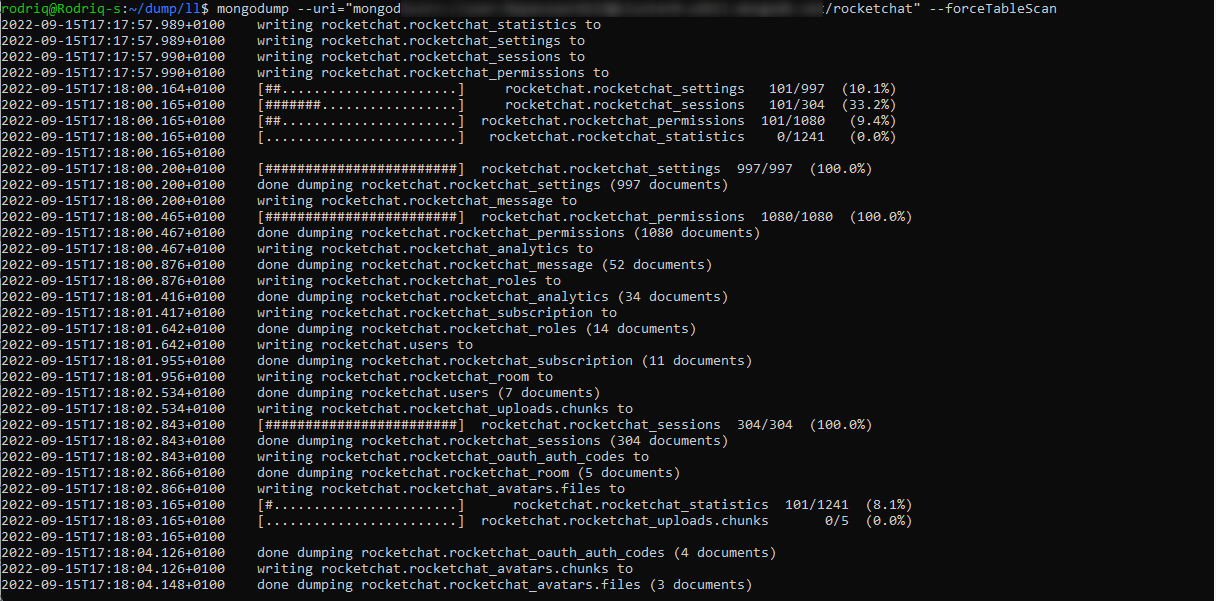 rodriq@Rodriq-s:~/dump/ll$ mongodump --uri="mongod /rocketchat" --forceTableScan
2022-09-15T17:17:57.989+0100    writing rocketchat.rocketchat_statistics to
2022-09-15T17:17:57.989+0100    writing rocketchat.rocketchat_settings to
2022-09-15T17:17:57.990+0100    writing rocketchat.rocketchat_sessions to
2022-09-15T17:17:57.990+0100    writing rocketchat.rocketchat_permissions to
2022-09-15T17:18:00.164+0100    [##......................]     rocketchat.rocketchat_settings   101/997  (10.1%)
2022-09-15T17:18:00.165+0100    [#######.................]     rocketchat.rocketchat_sessions   101/304  (33.2%)
2022-09-15T17:18:00.165+0100    [##......................]  rocketchat.rocketchat_permissions  101/1080   (9.4%)
2022-09-15T17:18:00.165+0100    [........................]   rocketchat.rocketchat_statistics    0/1241   (0.0%)
2022-09-15T17:18:00.165+0100
2022-09-15T17:18:00.200+0100    [########################]  rocketchat.rocketchat_settings  997/997  (100.0%)
2022-09-15T17:18:00.200+0100    done dumping rocketchat.rocketchat_settings (997 documents)
2022-09-15T17:18:00.200+0100    writing rocketchat.rocketchat_message to
2022-09-15T17:18:00.465+0100    [########################]  rocketchat.rocketchat_permissions  1080/1080  (100.0%)
2022-09-15T17:18:00.467+0100    done dumping rocketchat.rocketchat_permissions (1080 documents)
2022-09-15T17:18:00.467+0100    writing rocketchat.rocketchat_analytics to
2022-09-15T17:18:00.876+0100    done dumping rocketchat.rocketchat_message (52 documents)
2022-09-15T17:18:00.876+0100    writing rocketchat.rocketchat_roles to
2022-09-15T17:18:01.416+0100    done dumping rocketchat.rocketchat_analytics (34 documents)
2022-09-15T17:18:01.417+0100    writing rocketchat.rocketchat_subscription to
2022-09-15T17:18:01.642+0100    done dumping rocketchat.rocketchat_roles (14 documents)
2022-09-15T17:18:01.642+0100    writing rocketchat.users to
2022-09-15T17:18:01.955+0100    done dumping rocketchat.rocketchat_subscription (11 documents)
2022-09-15T17:18:01.956+0100    writing rocketchat.rocketchat_room to
2022-09-15T17:18:02.534+0100    done dumping rocketchat.users (7 documents)
2022-09-15T17:18:02.534+0100    writing rocketchat.rocketchat_uploads.chunks to
2022-09-15T17:18:02.843+0100    [########################]  rocketchat.rocketchat_sessions  304/304  (100.0%)
2022-09-15T17:18:02.843+0100    done dumping rocketchat.rocketchat_sessions (304 documents)
2022-09-15T17:18:02.843+0100    writing rocketchat.rocketchat_oauth_auth_codes to
2022-09-15T17:18:02.866+0100    done dumping rocketchat.rocketchat_room (5 documents)
2022-09-15T17:18:02.866+0100    writing rocketchat.rocketchat_avatars.files to
2022-09-15T17:18:03.165+0100    [#.......................]      rocketchat.rocketchat_statistics  101/1241  (8.1%)
2022-09-15T17:18:03.165+0100    [........................]  rocketchat.rocketchat_uploads.chunks       0/5  (0.0%)
2022-09-15T17:18:03.165+0100
2022-09-15T17:18:04.126+0100    done dumping rocketchat.rocketchat_oauth_auth_codes (4 documents)
2022-09-15T17:18:04.126+0100    writing rocketchat.rocketchat_avatars.chunks to
2022-09-15T17:18:04.148+0100    done dumping rocketchat.rocketchat_avatars.files (3 documents)